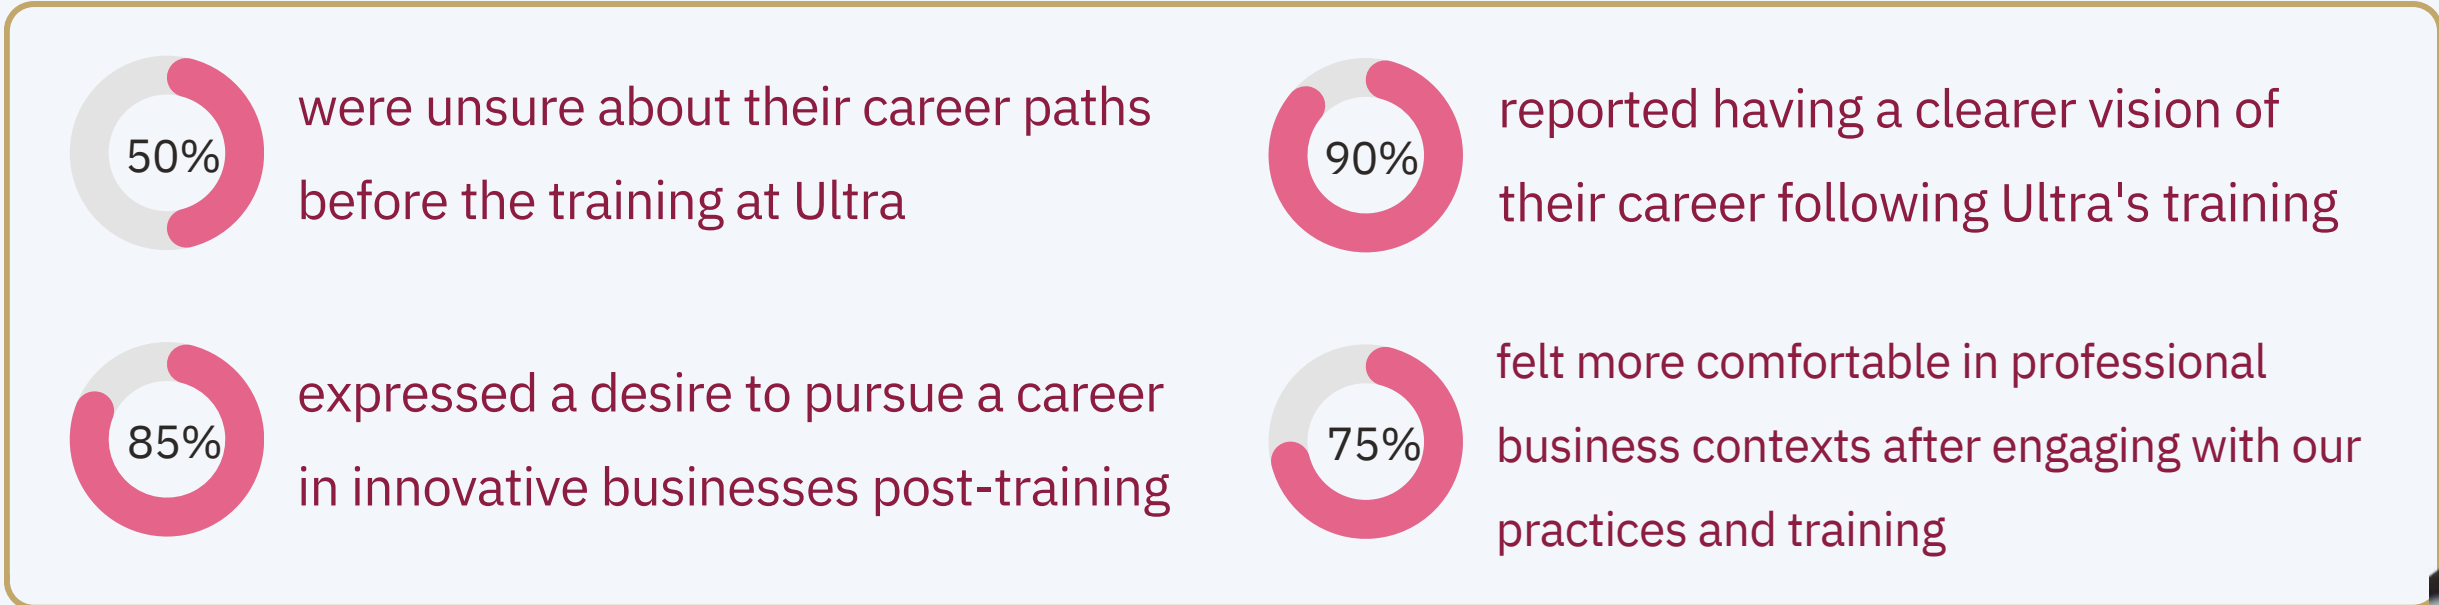 50%
were unsure about their career paths
before the training at Ultra
90%
reported having a clearer vision of
their career following Ultra's training
85%
expressed a desire to pursue a career
in innovative businesses post-training
75%
felt more comfortable in professional
business contexts after engaging with our
practices and training